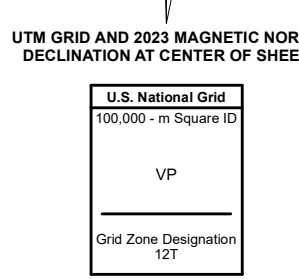 UTM GRID AND 2023 MAGNETIC NOR
DECLINATION AT CENTER OF SHEE
U.S. National Grid
100,000 - m Square ID
VP
Grid Zone Designation
12T